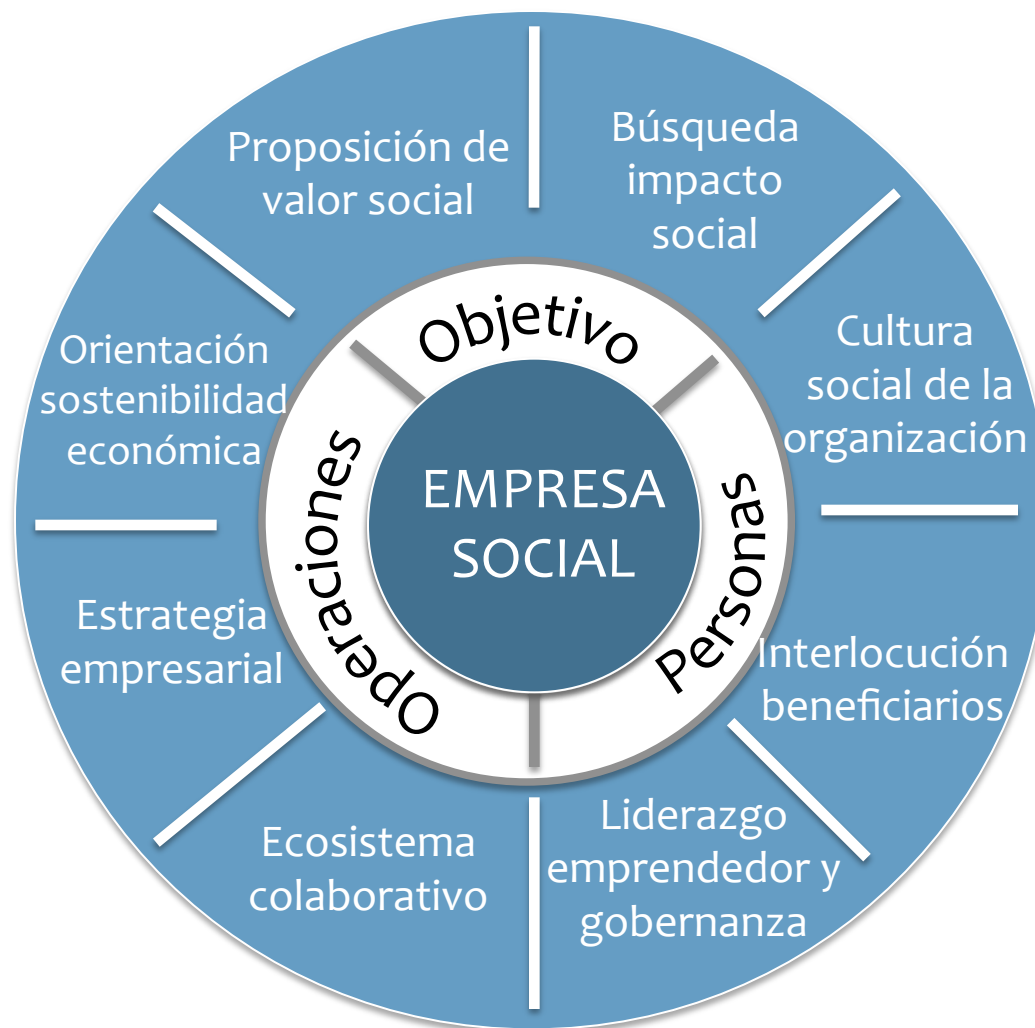 Proposición de
valor social
Búsqueda
impacto
social
Orientación
sostenibilidad
económica
Objetivo
Cultura
social de la
organización
Operaciones
EMPRESA
SOCIAL
Personas
Estrategia
empresarial
Interlocución
beneficiarios
Ecosistema
colaborativo
Liderazgo
emprendedor y
gobernanza